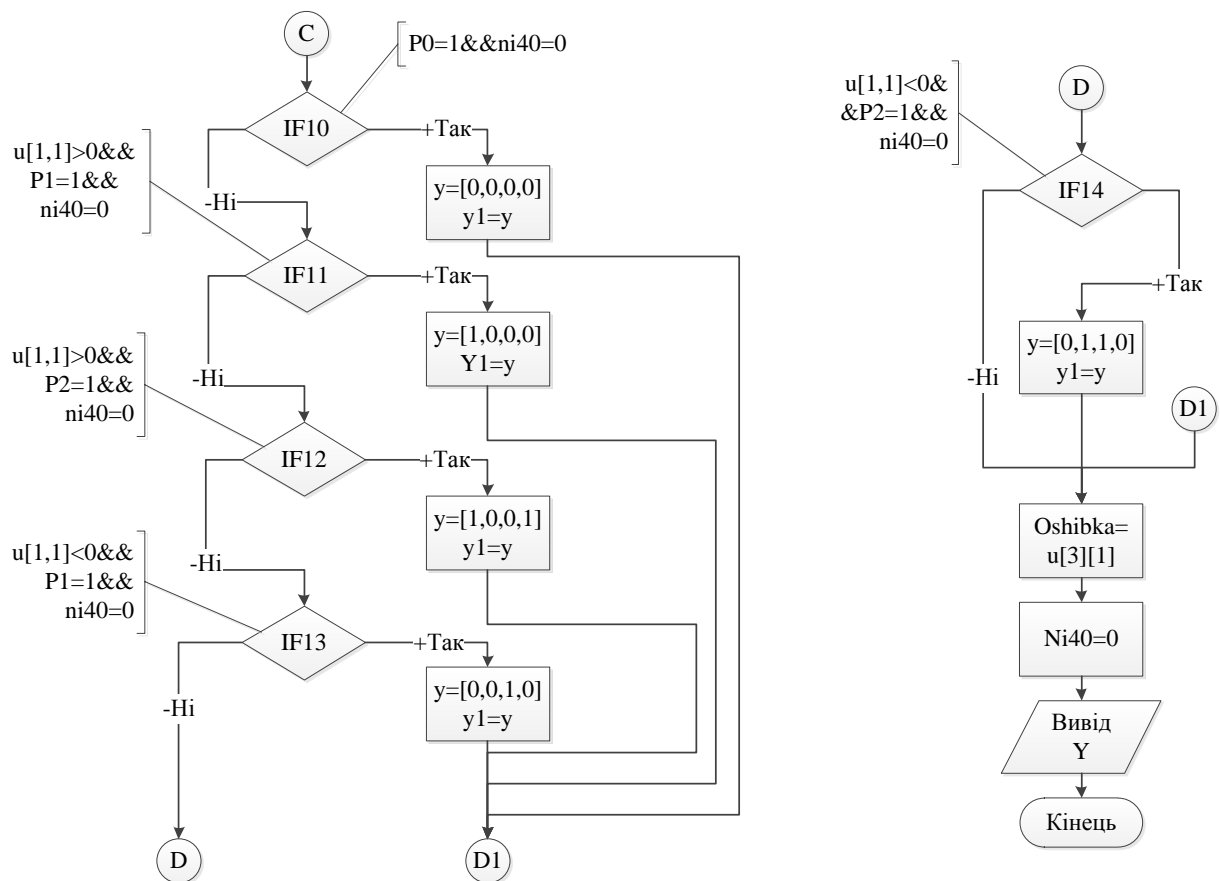 C
P0=1&&ni40=0
IF10
+Так
y=[0,0,0,0]
y1=y
u[1,1]>0&&
P1=1&&
ni40=0
-Ні
IF11
+Так
y=[1,0,0,0]
Y1=y
u[1,1]>0&&
P2=1&&
ni40=0
-Ні
IF12
+Так
y=[1,0,0,1]
y1=y
u[1,1]<0&&
P1=1&&
ni40=0
-Ні
IF13
+Так
y=[0,0,1,0]
y1=y
-Ні
D
D1
u[1,1]<0&
&P2=1&&
ni40=0
D
IF14
+Так
y=[0,1,1,0]
y1=y
-Ні
D1
Oshibka=
u[3][1]
Ni40=0
Вивід
Y
Кінець